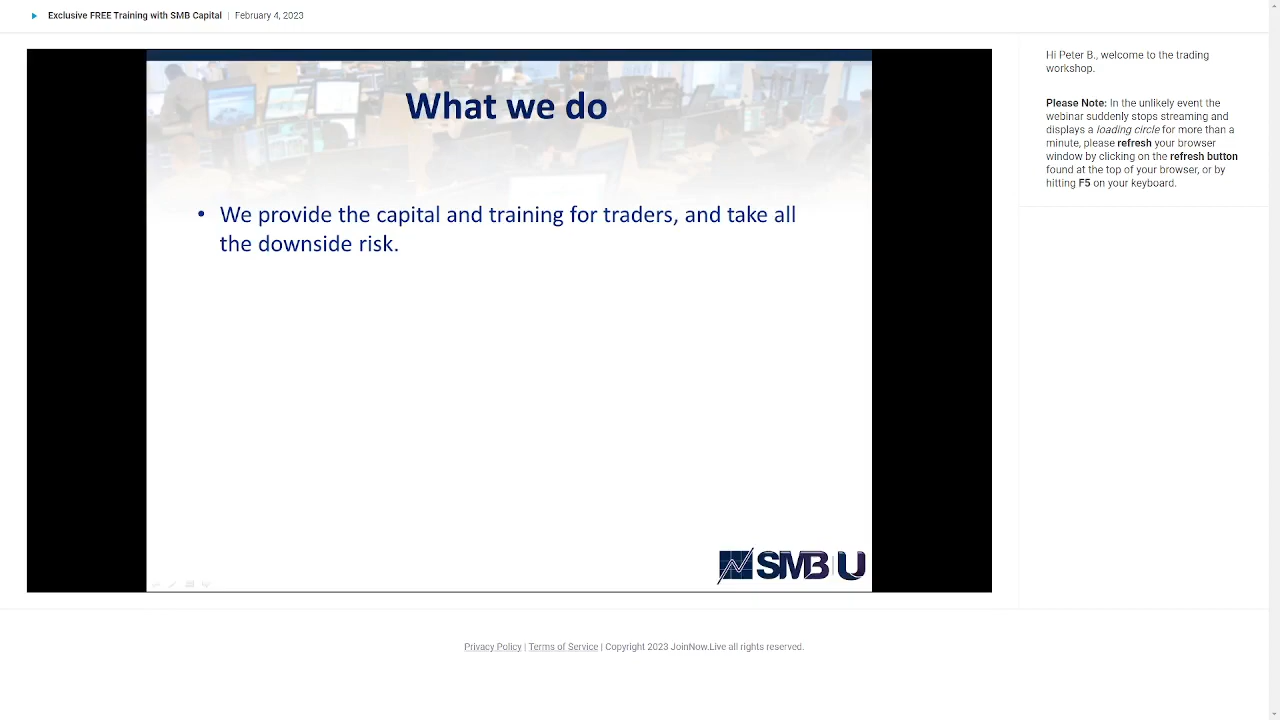 Exclusive FREE Training with SMB Capital | February 4, 2023
What we do
• We provide the capital and training for traders, and take all
the downside risk.
SMB U
Hi Peter B., welcome to the trading
workshop.
Please Note: In the unlikely event the
webinar suddenly stops streaming and
displays a loading circle for more than a
minute, please refresh your browser
window by clicking on the refresh button
found at the top of your browser, or by
hitting F5 on your keyboard.
Privacy Policy | Terms of Service | Copyright 2023 JoinNow.Live all rights reserved.